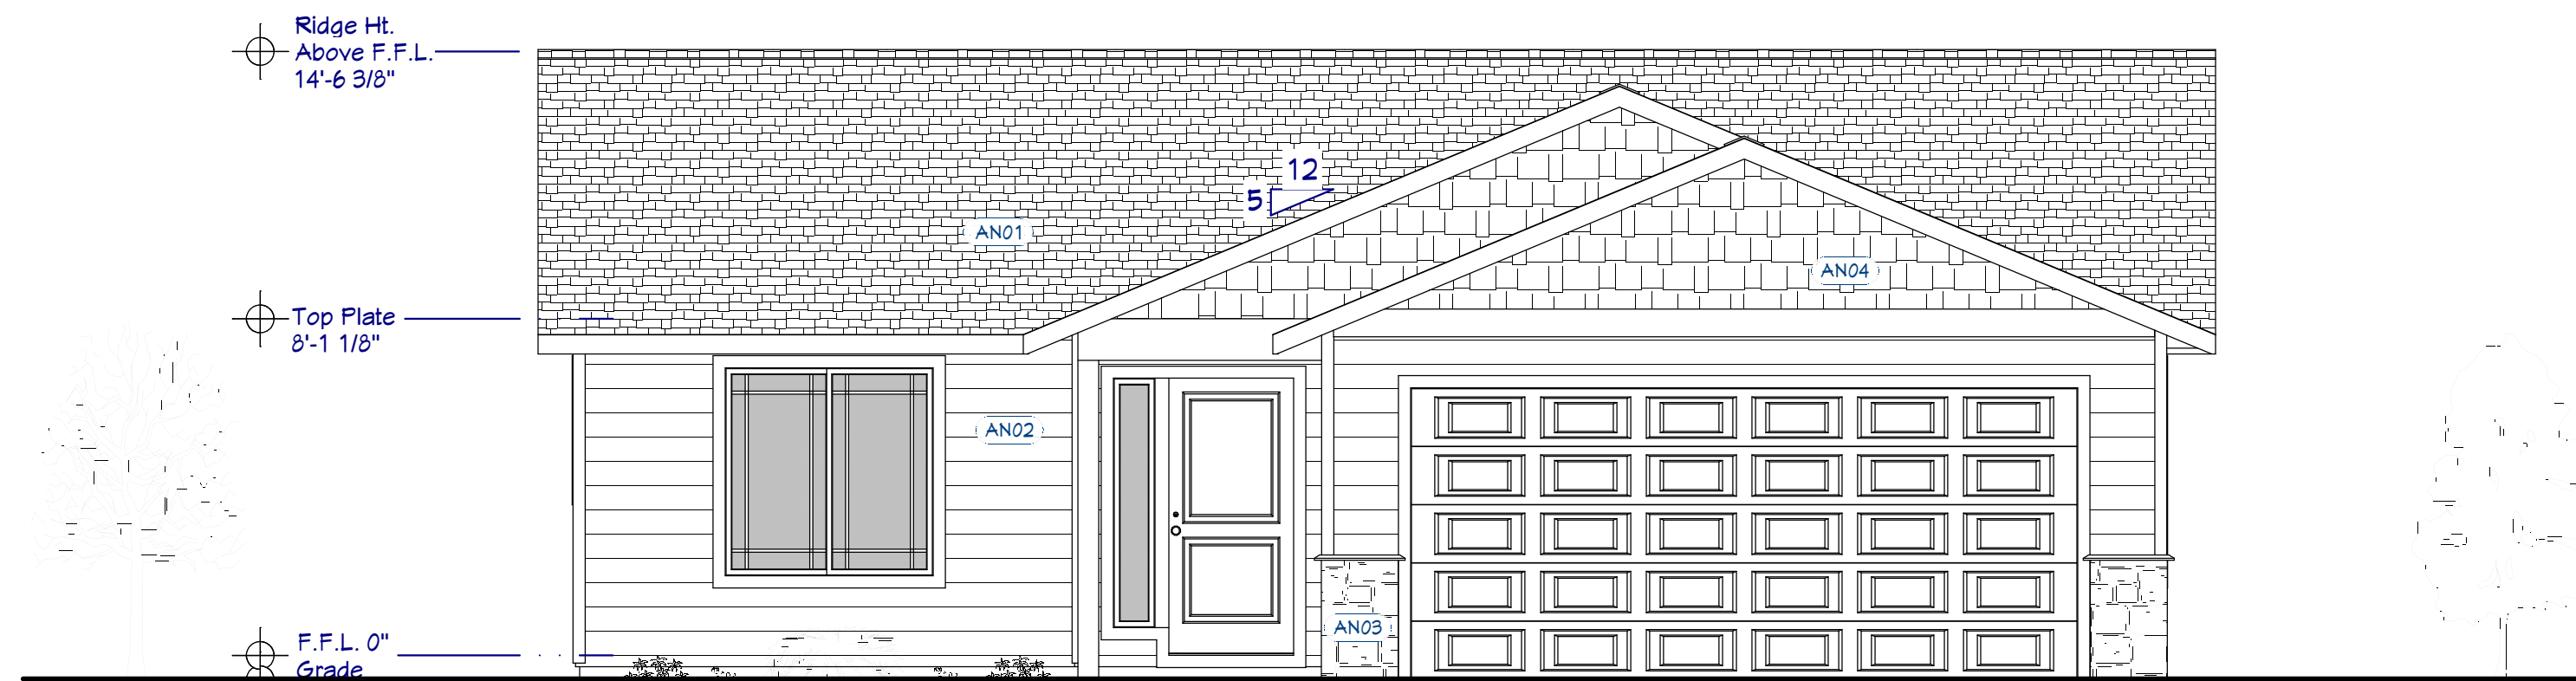 Ridge Ht.
Above F.F.L.
14'-6 3/8"
12
5
AN01
AN04
Top Plate
8'-1 1/8"
AN02
AN03
F.F.L. 0"
Grade